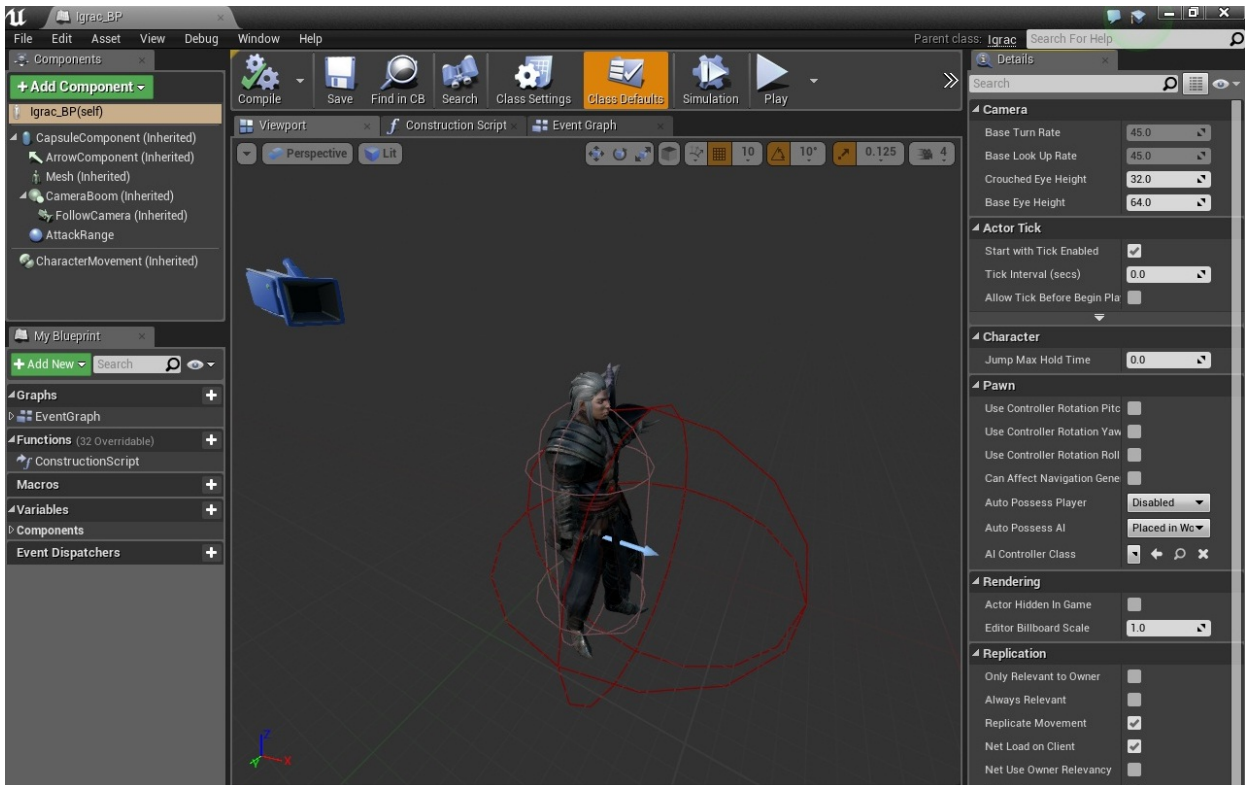 Igrac_BP
File Edit Asset View Debug Window Help
Parent class: Igrac Search For Help
Components
+ Add Component
Igrac_BP(self)
CapsuleComponent (Inherited)
ArrowComponent (Inherited)
Mesh (Inherited)
CameraBoom (Inherited)
FollowCamera (Inherited)
AttackRange
CharacterMovement (Inherited)
My Blueprint
+ Add New Search
Graphs
EventGraph
Functions (32 Overridable)
ConstructionScript
Macros
Variables
Components
Event Dispatchers
Compile Save Find in CB Search Class Settings Class Defaults Simulation Play
Viewport Construction Script Event Graph
Perspective Lit 10 10° 0.125 4
Z
X
Details
Search
Camera
Base Turn Rate 45.0
Base Look Up Rate 45.0
Crouched Eye Height 32.0
Base Eye Height 64.0
Actor Tick
Start with Tick Enabled
Tick Interval (secs) 0.0
Allow Tick Before Begin Pla
Character
Jump Max Hold Time 0.0
Pawn
Use Controller Rotation Pitc
Use Controller Rotation Yaw
Use Controller Rotation Roll
Can Affect Navigation Gene
Auto Possess Player Disabled
Auto Possess AI Placed in Wo
AI Controller Class
Rendering
Actor Hidden In Game
Editor Billboard Scale 1.0
Replication
Only Relevant to Owner
Always Relevant
Replicate Movement
Net Load on Client
Net Use Owner Relevancy